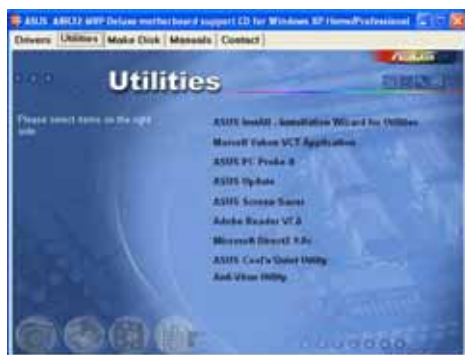 ASUS A8R32 MVP Deluxe motherboard support CD for Windows XP Home/Professional
Drivers Utilities Make Disk Manuals Contact
Utilities
Please select items on the right side.
ASUS InstAll - Installation Wizard for Utilities
Marvell Yukon VCT Application
ASUS PC Probe II
ASUS Update
ASUS Screen Saver
Adobe Reader V7.0
Microsoft DirectX 9.0c
ASUS Cool'n'Quiet Utility
Anti-Virus Utility